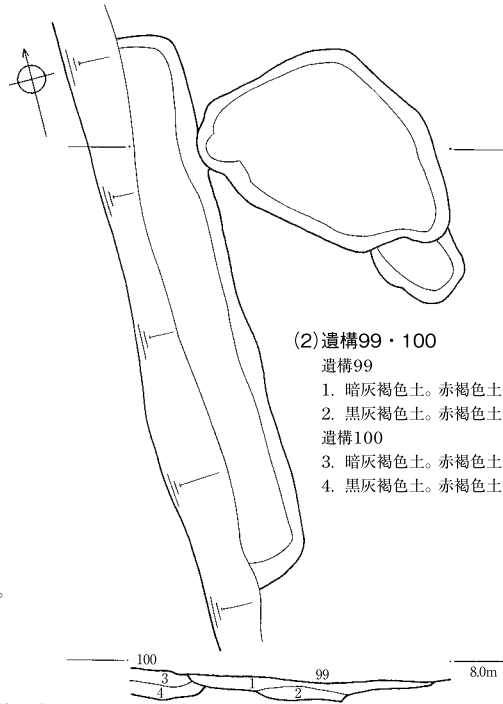 (2)遺構99・100
遺構99
1. 暗灰褐色土。赤褐色土
2. 黒灰褐色土。赤褐色土
遺構100
3. 暗灰褐色土。赤褐色土
4. 黒灰褐色土。赤褐色土
。
100
99
3
1
8.0m
4
2